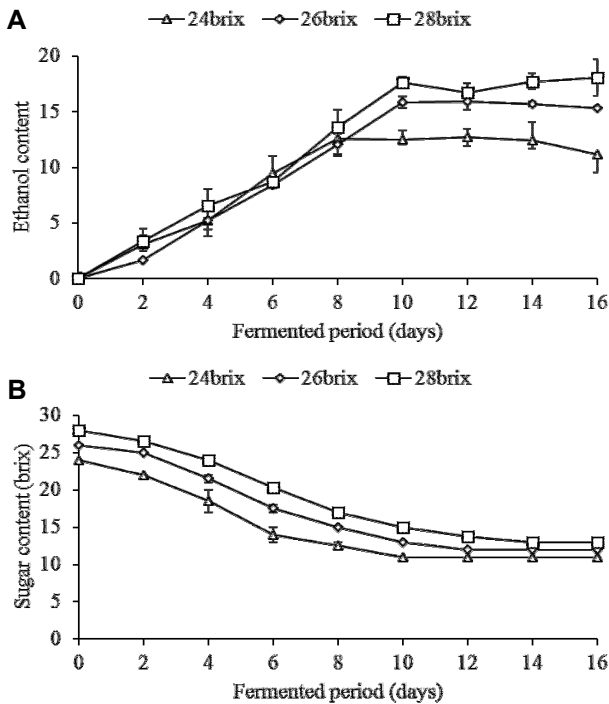 A
24brix 26brix 28brix
20
15
10
5
0
Ethanol content
0 2 4 6 8 10 12 14 16
Fermented period (days)
B
24brix 26brix 28brix
30
25
20
15
10
5
0
Sugar content (brix)
0 2 4 6 8 10 12 14 16
Fermented period (days)